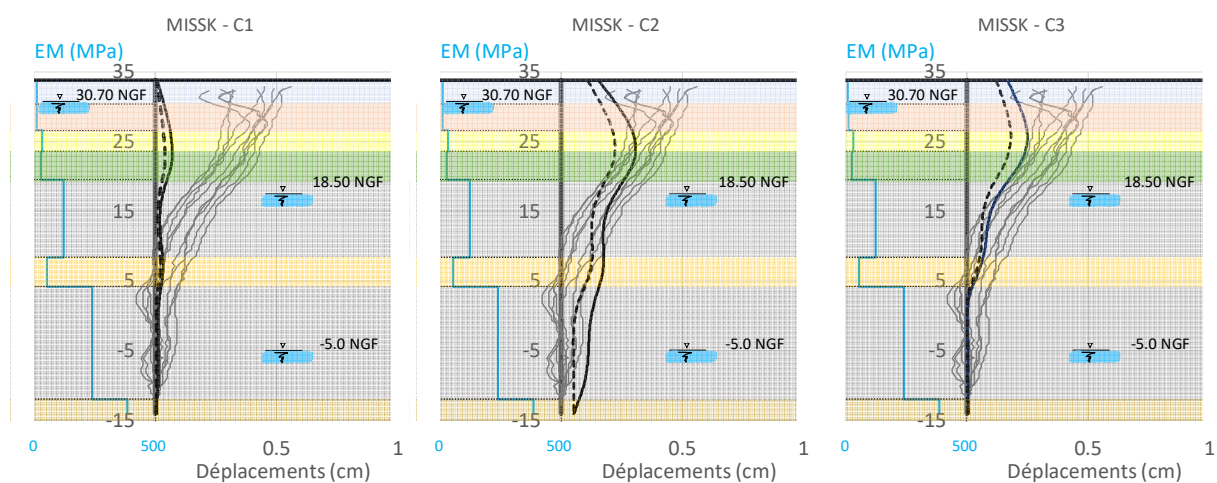 MISSK - C1
EM (MPa)
35
30.70 NGF
25
18.50 NGF
15
5
-5.0 NGF
-5
-15
0 500 0.5 1
Déplacements (cm)
MISSK - C2
EM (MPa)
35
30.70 NGF
25
18.50 NGF
15
5
-5.0 NGF
-5
-15
0 500 0.5 1
Déplacements (cm)
MISSK - C3
EM (MPa)
35
30.70 NGF
25
18.50 NGF
15
5
-5.0 NGF
-5
-15
0 500 0.5 1
Déplacements (cm)